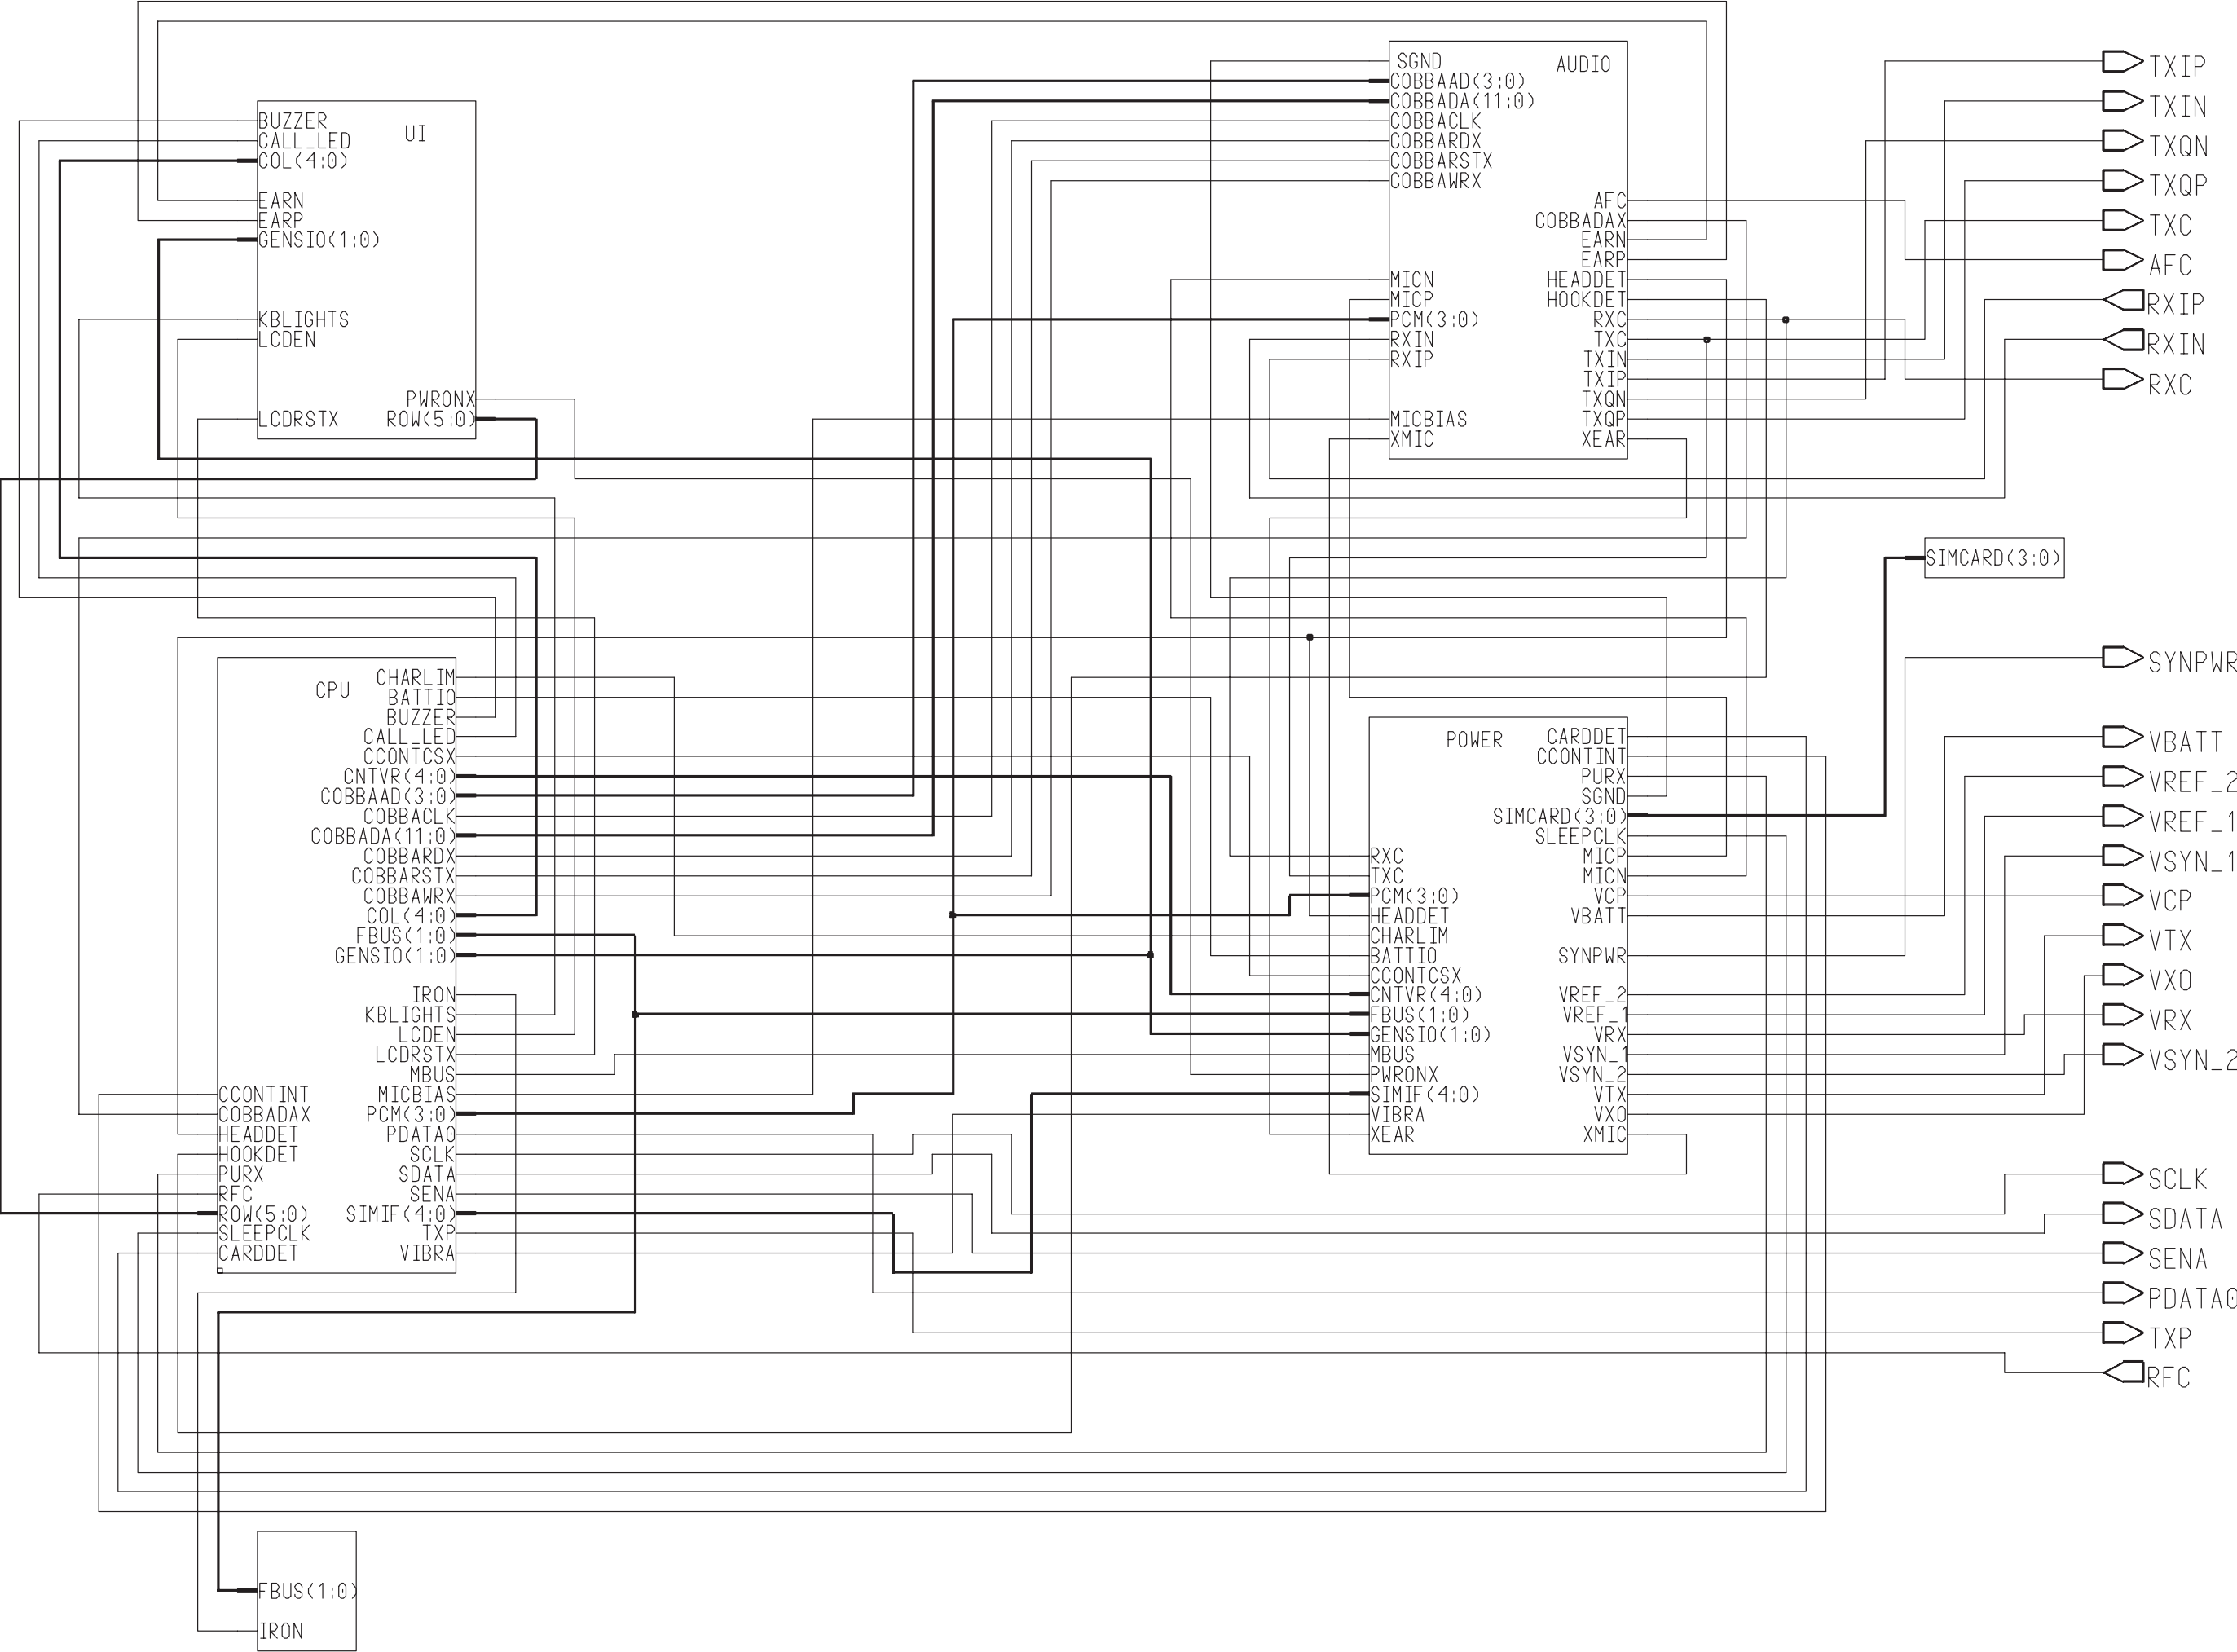 UI
BUZZER
CALL_LED
COL(4:0)
EARN
EARP
GENSIO(1:0)
KBLIGHTS
LCDEN
PWRONX
LCDRSTX
ROW(5:0)
AUDIO
SGND
COBBAAD(3:0)
COBBADA(11:0)
COBBACLK
COBBARDX
COBBARSTX
COBBAWRX
AFC
COBBADAX
EARN
EARP
MICN
HEADDET
MICP
HOOKDET
PCM(3:0)
RXC
RXIN
TXC
RXIP
TXIN
TXIP
TXQN
MICBIAS
TXQP
XMIC
XEAR
TXIP
TXIN
TXQN
TXQP
TXC
AFC
RXIP
RXIN
RXC
SIMCARD(3:0)
CPU
CHARLIM
BATTIO
BUZZER
CALL_LED
CCONTCSX
CNTVR(4:0)
COBBAAD(3:0)
COBBACLK
COBBADA(11:0)
COBBARDX
COBBARSTX
COBBAWRX
COL(4:0)
FBUS(1:0)
GENSIO(1:0)
IRON
KBLIGHTS
LCDEN
LCDRSTX
MBUS
CCONTINT
MICBIAS
COBBADAX
PCM(3:0)
HEADDET
PDATA0
HOOKDET
SCLK
PURX
SDATA
RFC
SENA
ROW(5:0)
SIMIF(4:0)
SLEEPCLK
TXP
CARDDET
VIBRA
POWER
CARDDET
CCONTINT
PURX
SGND
SIMCARD(3:0)
SLEEPCLK
RXC
MICP
TXC
MICN
PCM(3:0)
VCP
HEADDET
VBATT
CHARLIM
BATTIO
SYNPWR
CCONTCSX
CNTVR(4:0)
VREF_2
FBUS(1:0)
VREF_1
GENSIO(1:0)
VRX
MBUS
VSYN_1
PWRONX
VSYN_2
SIMIF(4:0)
VTX
VIBRA
VXO
XEAR
XMIC
SYNPWR
VBATT
VREF_2
VREF_1
VSYN_1
VCP
VTX
VXO
VRX
VSYN_2
SCLK
SDATA
SENA
PDATA0
TXP
RFC
FBUS(1:0)
IRON